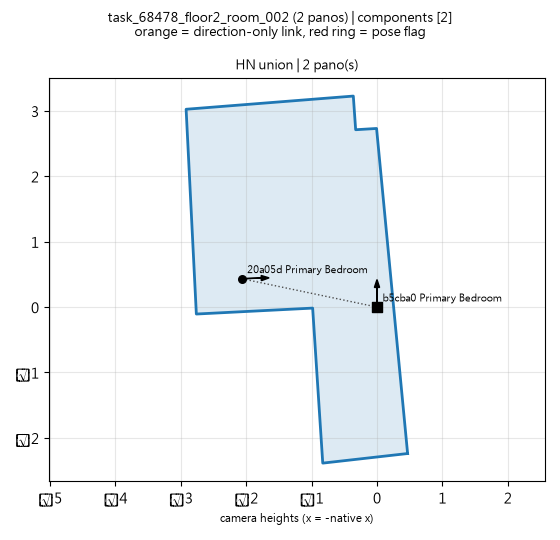 task_68478_floor2_room_002 (2 panos) | components [2]
orange = direction-only link, red ring = pose flag
HN union | 2 pano(s)
3
2
1
0
1
2
20a05d Primary Bedroom
b5cba0 Primary Bedroom
5 4 3 2 1 0 1 2
camera heights (x = -native x)